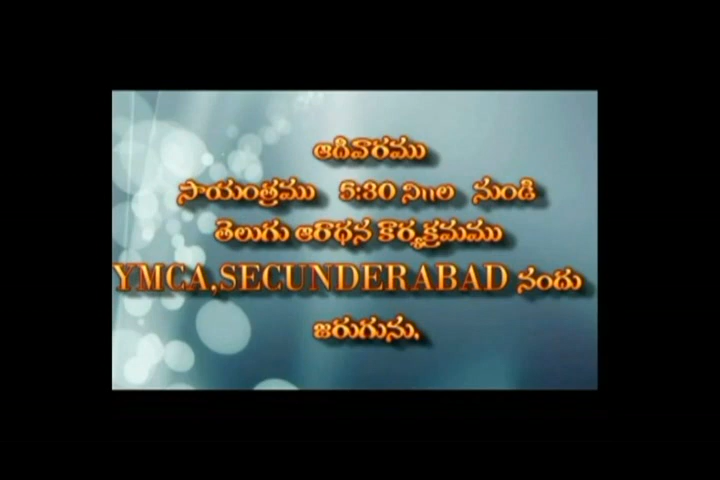 ఆదివారము
సాయంత్రము 5:30 ని॥ల నుండి
తెలుగు ఆరాధన కార్యక్రమము
YMCA,SECUNDERABAD నందు
జరుగును.